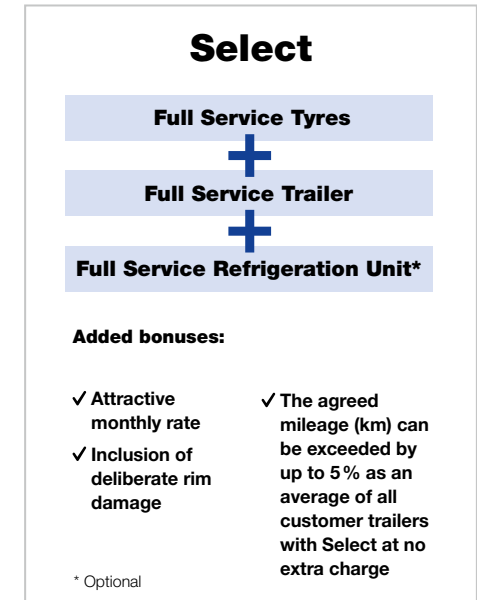 Select
Full Service Tyres
+
Full Service Trailer
+
Full Service Refrigeration Unit*
Added bonuses:
✓ Attractive
monthly rate
✓ Inclusion of
deliberate rim
damage
✓ The agreed
mileage (km) can
be exceeded by
up to 5 % as an
average of all
customer trailers
with Select at no
extra charge
* Optional